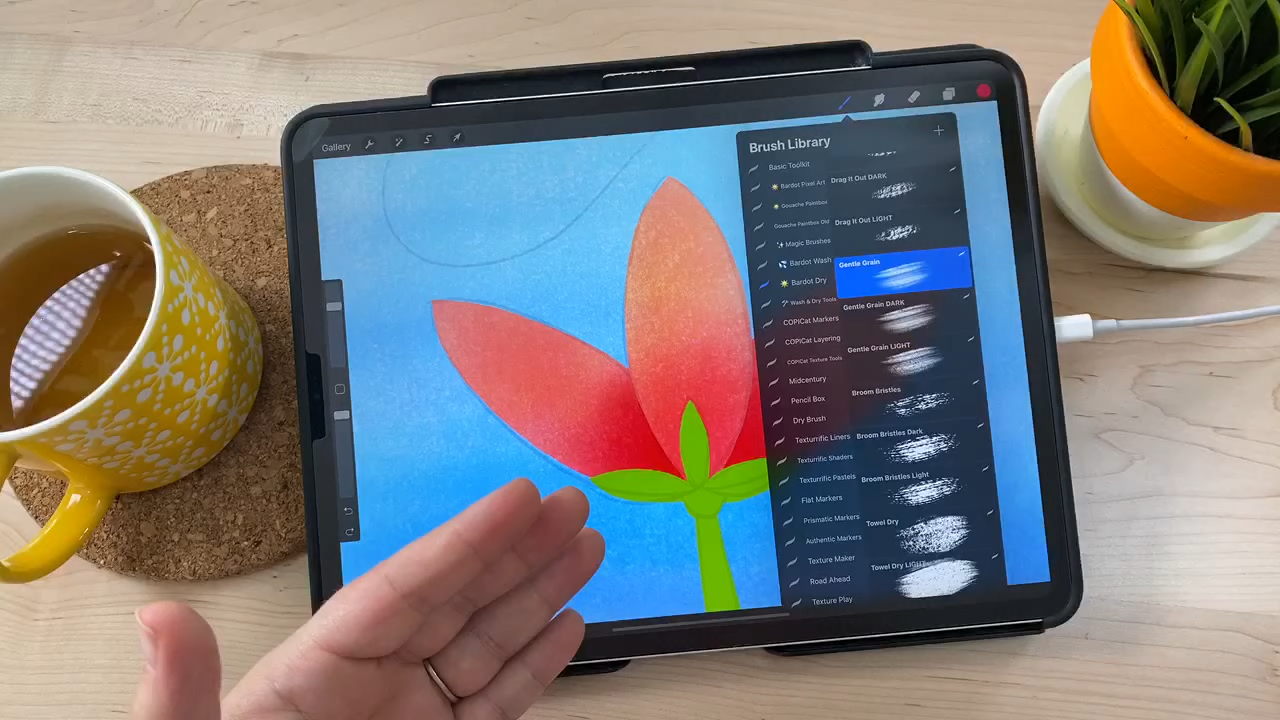 Gallery
Brush Library
Basic Toolkit
Bardot Pixel Art
Gouache Paintbox
Gouache Paintbox Old
Magic Brushes
Bardot Wash
Bardot Dry
Wash & Dry Tools
COPICat Markers
COPICat Layering
COPICat Texture Tools
Midcentury
Pencil Box
Dry Brush
Texturrific Liners
Texturrific Shaders
Texturrific Pastels
Flat Markers
Prismatic Markers
Authentic Markers
Texture Maker
Road Ahead
Texture Play
Drag It Out DARK
Drag It Out LIGHT
Gentle Grain
Gentle Grain DARK
Gentle Grain LIGHT
Broom Bristles
Broom Bristles Dark
Broom Bristles Light
Towel Dry
Towel Dry LIGHT